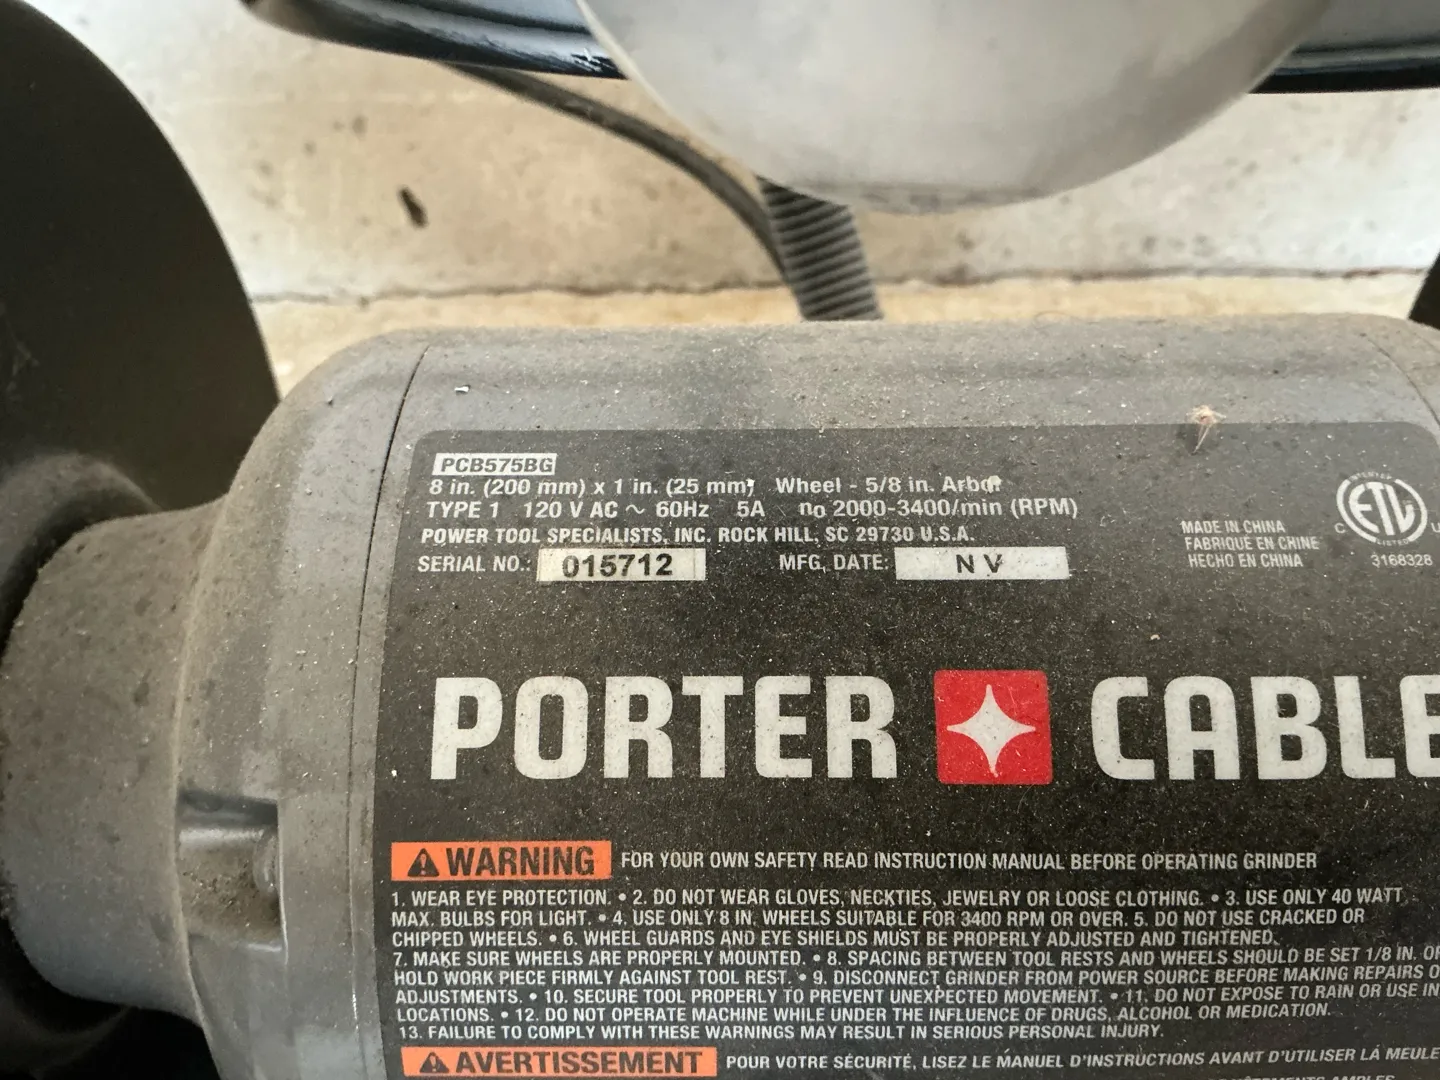 PCB575BG
8 in. (200 mm) x 1 in. (25 mm) Wheel - 5/8 in. Arbor
TYPE 1 120 V AC ~ 60Hz 5A no 2000-3400/min (RPM)
POWER TOOL SPECIALISTS, INC. ROCK HILL, SC 29730 U.S.A.
SERIAL NO.: 015712 MFG. DATE: N V
MADE IN CHINA
FABRIQUE EN CHINE
HECHO EN CHINA
C ETL U
LISTED
3168328
PORTER CABLE
WARNING FOR YOUR OWN SAFETY READ INSTRUCTION MANUAL BEFORE OPERATING GRINDER
1. WEAR EYE PROTECTION. • 2. DO NOT WEAR GLOVES, NECKTIES, JEWELRY OR LOOSE CLOTHING. • 3. USE ONLY 40 WATT
MAX. BULBS FOR LIGHT. • 4. USE ONLY 8 IN. WHEELS SUITABLE FOR 3400 RPM OR OVER. 5. DO NOT USE CRACKED OR
CHIPPED WHEELS. • 6. WHEEL GUARDS AND EYE SHIELDS MUST BE PROPERLY ADJUSTED AND TIGHTENED.
7. MAKE SURE WHEELS ARE PROPERLY MOUNTED. • 8. SPACING BETWEEN TOOL RESTS AND WHEELS SHOULD BE SET 1/8 IN. OR
HOLD WORK PIECE FIRMLY AGAINST TOOL REST. • 9. DISCONNECT GRINDER FROM POWER SOURCE BEFORE MAKING REPAIRS O
ADJUSTMENTS. • 10. SECURE TOOL PROPERLY TO PREVENT UNEXPECTED MOVEMENT. • 11. DO NOT EXPOSE TO RAIN OR USE IN
LOCATIONS. • 12. DO NOT OPERATE MACHINE WHILE UNDER THE INFLUENCE OF DRUGS, ALCOHOL OR MEDICATION.
13. FAILURE TO COMPLY WITH THESE WARNINGS MAY RESULT IN SERIOUS PERSONAL INJURY.
AVERTISSEMENT POUR VOTRE SÉCURITÉ, LISEZ LE MANUEL D'INSTRUCTIONS AVANT D'UTILISER LA MEULE